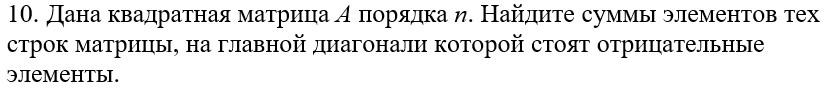 10. Дана квадратная матрица A порядка n. Найдите суммы элементов тех
строк матрицы, на главной диагонали которой стоят отрицательные
элементы.